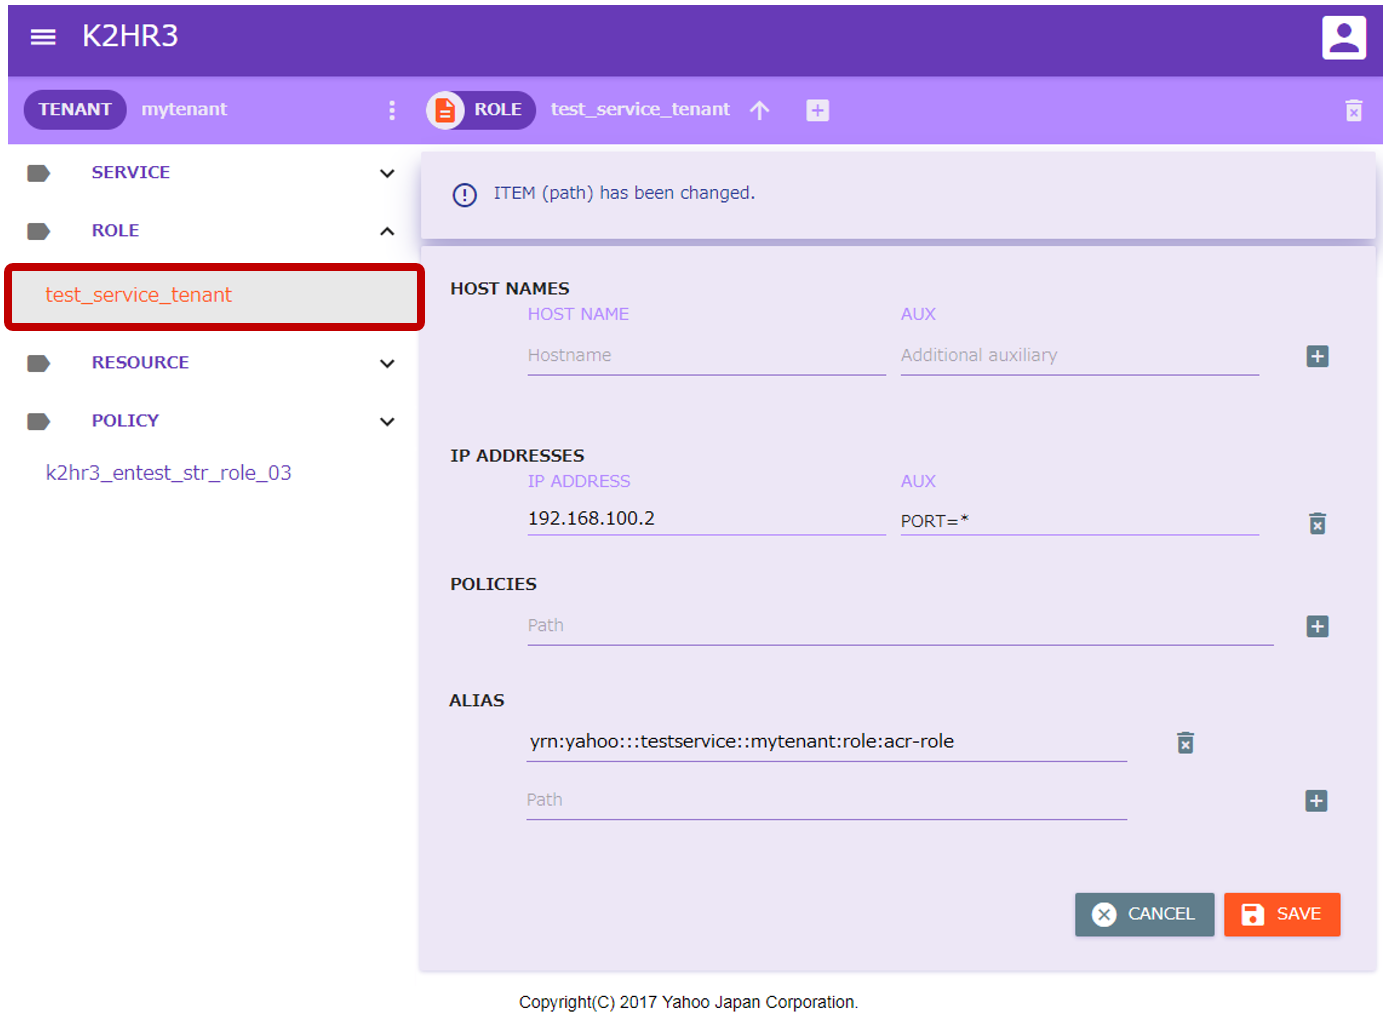 K2HR3
TENANT mytenant
ROLE test_service_tenant
SERVICE
ROLE
test_service_tenant
RESOURCE
POLICY
k2hr3_entest_str_role_03
ITEM (path) has been changed.
HOST NAMES
HOST NAME AUX
Hostname Additional auxiliary
IP ADDRESSES
IP ADDRESS AUX
192.168.100.2 PORT=*
POLICIES
Path
ALIAS
yrn:yahoo:::testservice::mytenant:role:acr-role
Path
CANCEL SAVE
Copyright(C) 2017 Yahoo Japan Corporation.